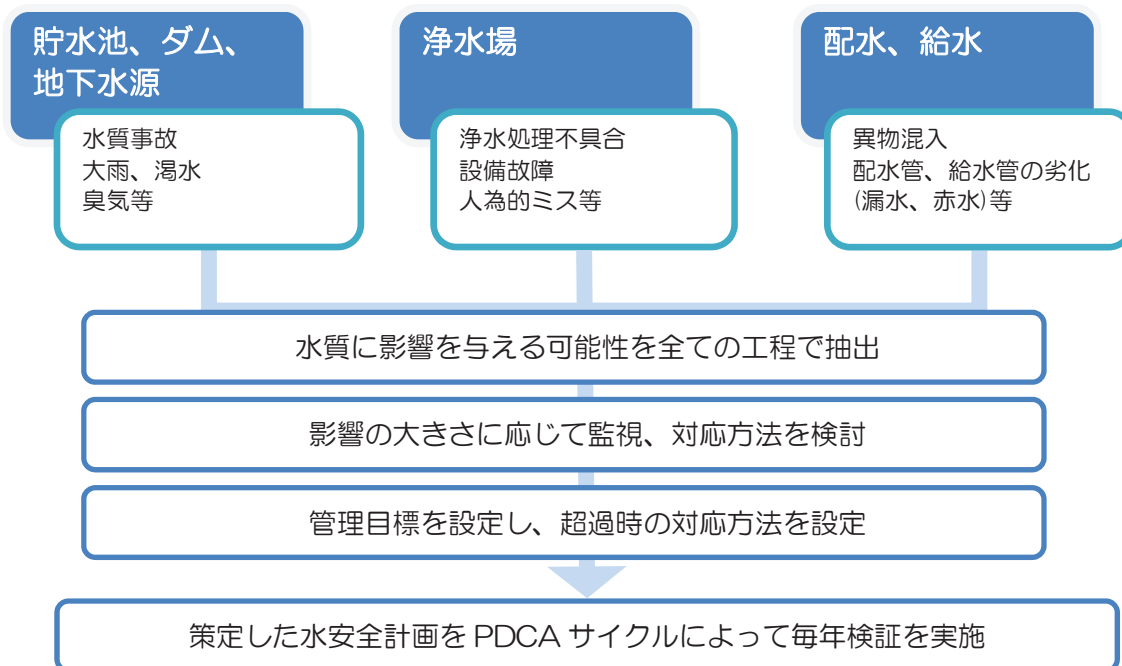 貯水池、ダム、
地下水源
水質事故
大雨、渇水
臭気等
浄水場
浄水処理不具合
設備故障
人為的ミス等
配水、給水
異物混入
配水管、給水管の劣化
(漏水、赤水)等
水質に影響を与える可能性を全ての工程で抽出
影響の大きさに応じて監視、対応方法を検討
管理目標を設定し、超過時の対応方法を設定
策定した水安全計画を PDCA サイクルによって毎年検証を実施